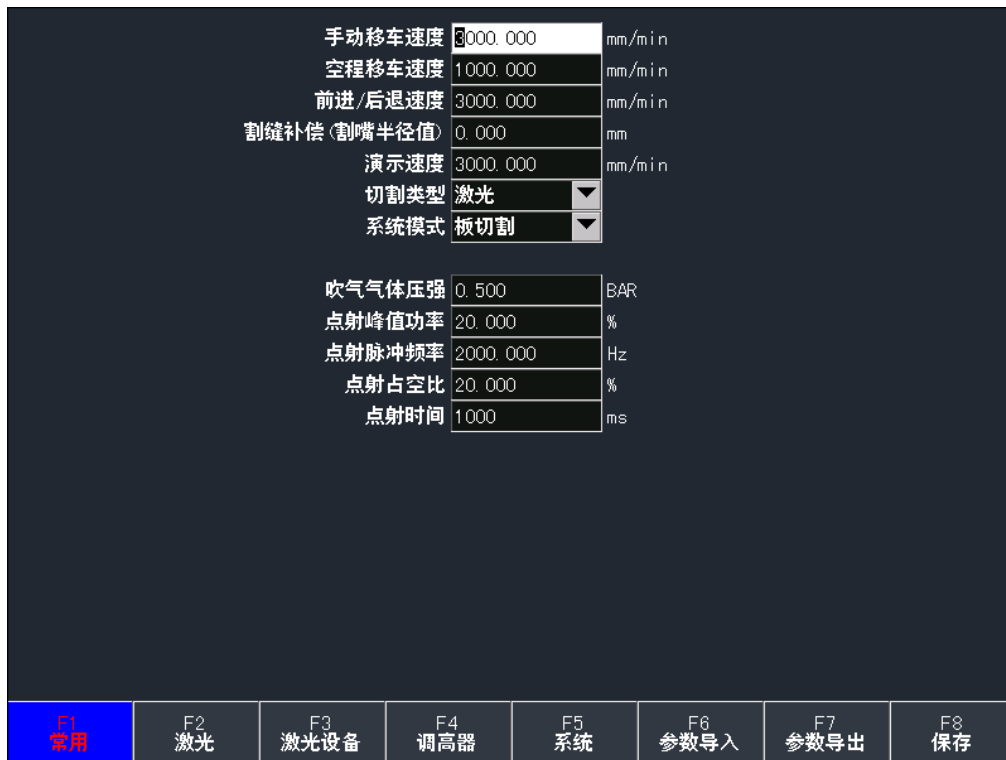 手动移车速度 3000.000 mm/min
空程移车速度 1000.000 mm/min
前进/后退速度 3000.000 mm/min
割缝补偿(割嘴半径值) 0.000 mm
演示速度 3000.000 mm/min
切割类型 激光
系统模式 板切割
吹气气体压强 0.500 BAR
点射峰值功率 20.000 %
点射脉冲频率 2000.000 Hz
点射占空比 20.000 %
点射时间 1000 ms
F1 F2 F3 F4 F5 F6 F7 F8
常用 激光 激光设备 调高器 系统 参数导入 参数导出 保存